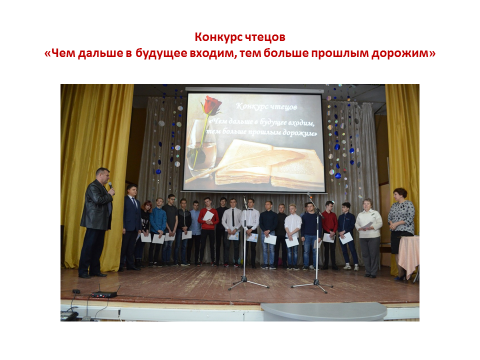 Конкурс чтецов
«Чем дальше в будущее входим, тем больше прошлым дорожим»
Конкурс чтецов
«Чем больше в будущее входим,
тем больше прошлым дорожим»